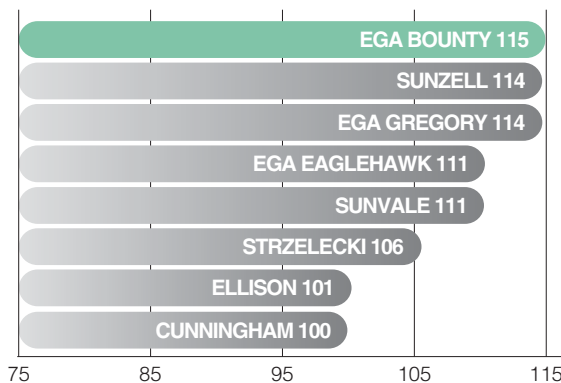 EGA BOUNTY 115
SUNZELL 114
EGA GREGORY 114
EGA EAGLEHAWK 111
SUNVALE 111
STRZELECKI 106
ELLISON 101
CUNNINGHAM 100
75 85 95 105 115